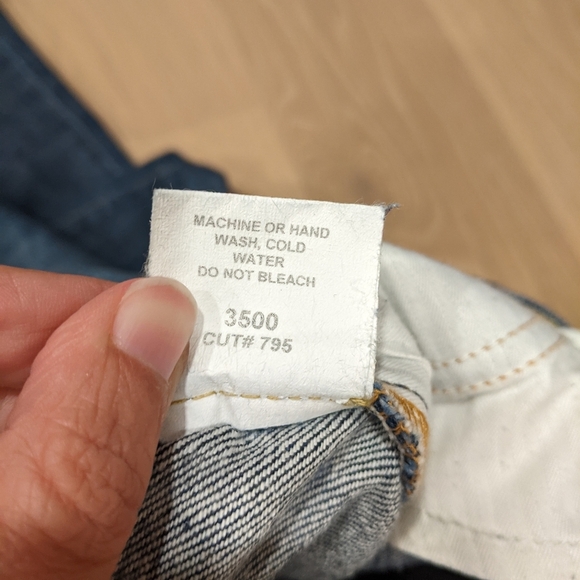 MACHINE OR HAND
WASH, COLD
WATER
DO NOT BLEACH
3500
CUT# 795